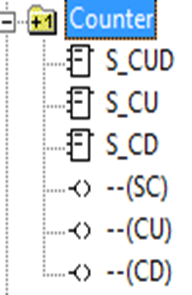 +1 Counter
S_CUD
S_CU
S_CD
--(SC)
--(CU)
--(CD)